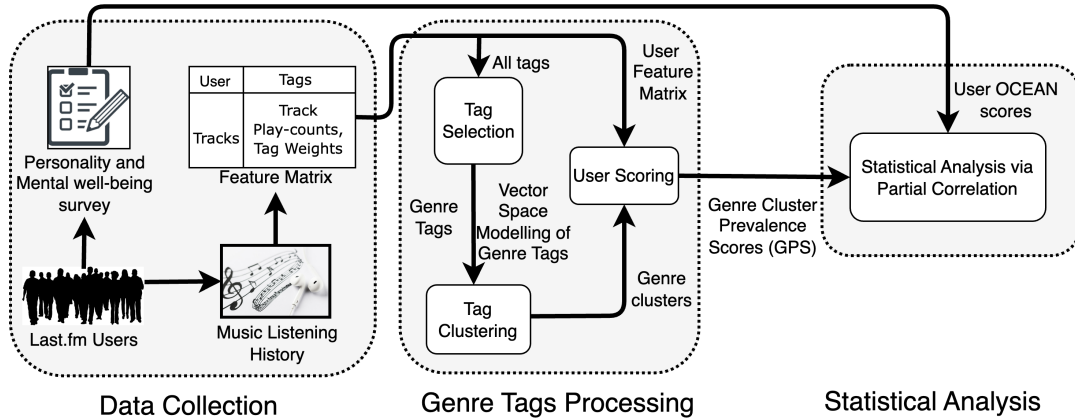 Personality and
Mental well-being
survey
Last.fm Users
User
Tags
Tracks
Track
Play-counts,
Tag Weights
Feature Matrix
Music Listening
History
Data Collection
All tags
Tag
Selection
Genre
Tags
Vector
Space
Modelling of
Genre Tags
Tag
Clustering
User
Feature
Matrix
User Scoring
Genre
clusters
Genre Tags Processing
Genre Cluster
Prevalence
Scores (GPS)
User OCEAN
scores
Statistical Analysis via
Partial Correlation
Statistical Analysis